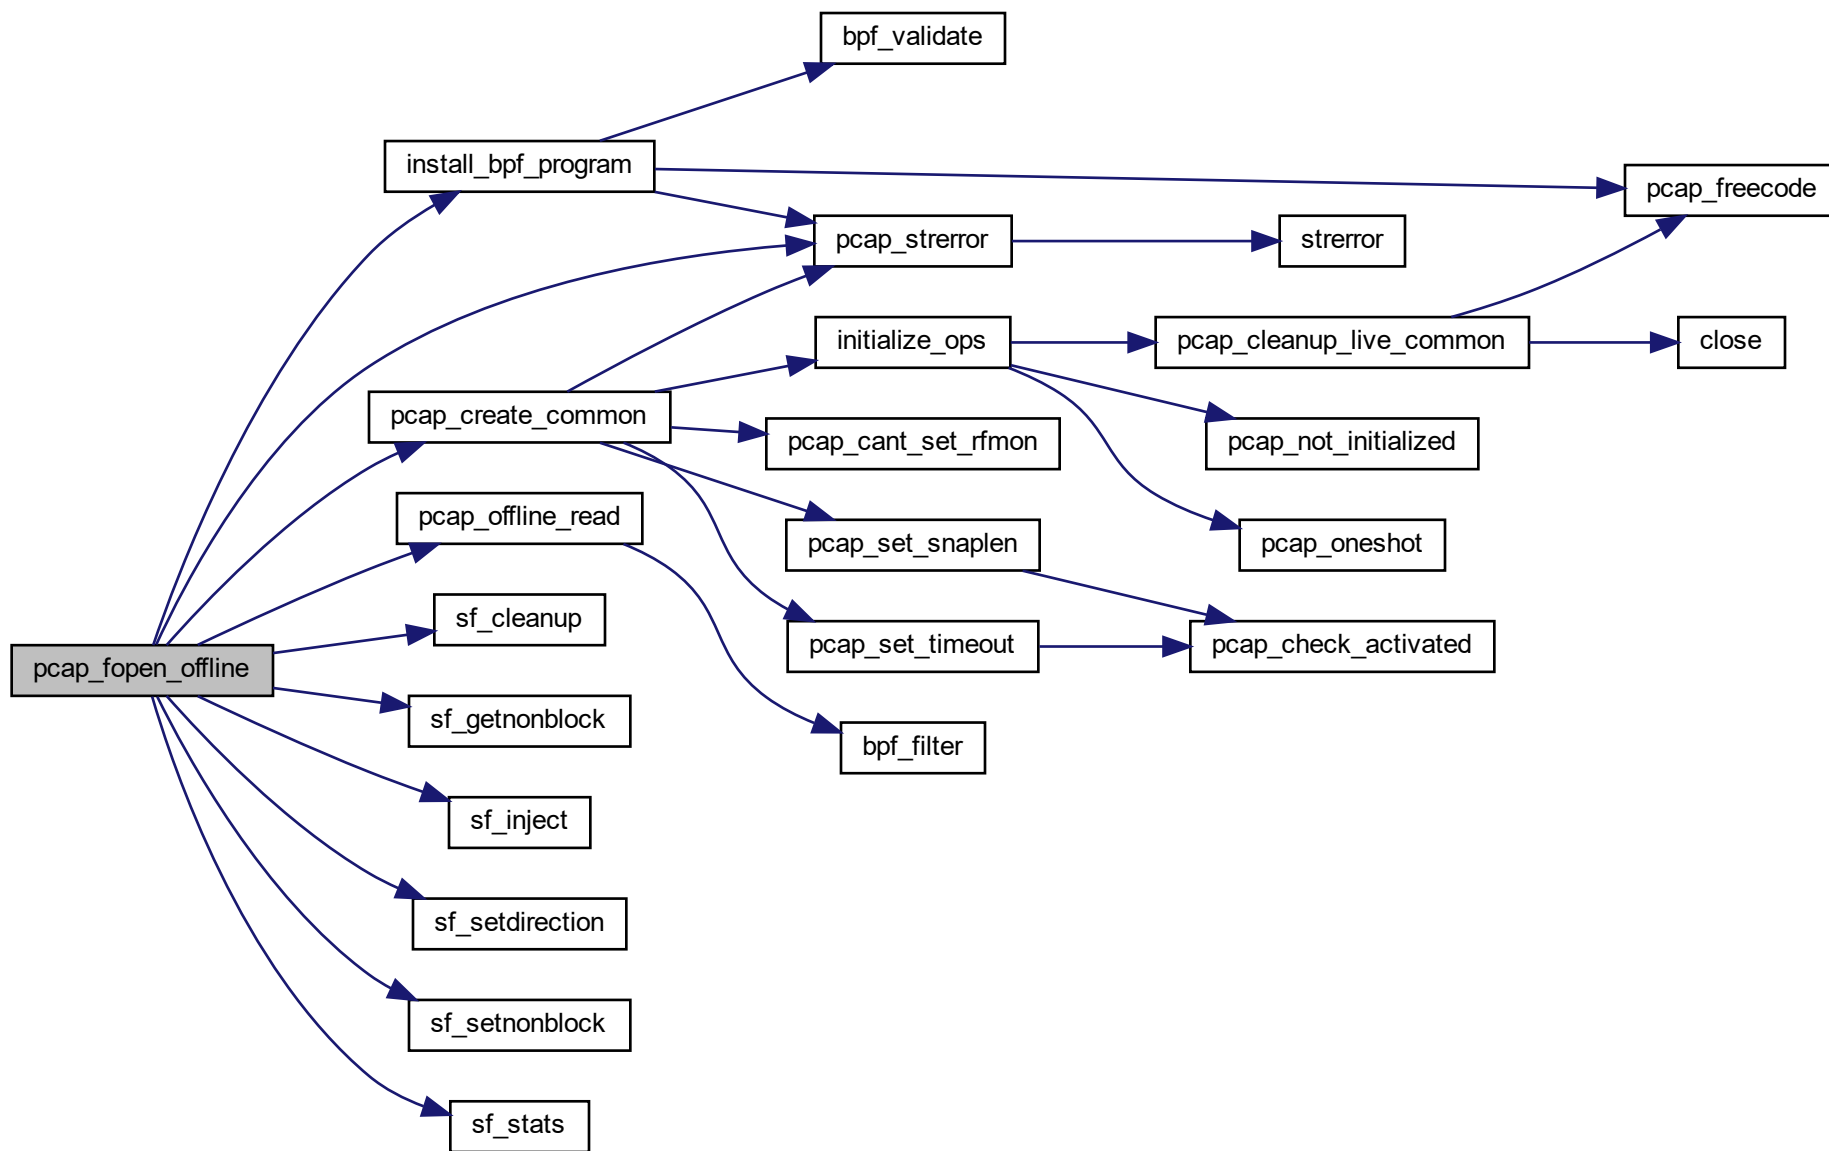 bpf_validate
install_bpf_program
pcap_freecode
pcap_strerror
strerror
initialize_ops
pcap_cleanup_live_common
close
pcap_create_common
pcap_cant_set_rfmon
pcap_not_initialized
pcap_offline_read
pcap_set_snaplen
pcap_oneshot
sf_cleanup
pcap_set_timeout
pcap_check_activated
pcap_fopen_offline
sf_getnonblock
bpf_filter
sf_inject
sf_setdirection
sf_setnonblock
sf_stats